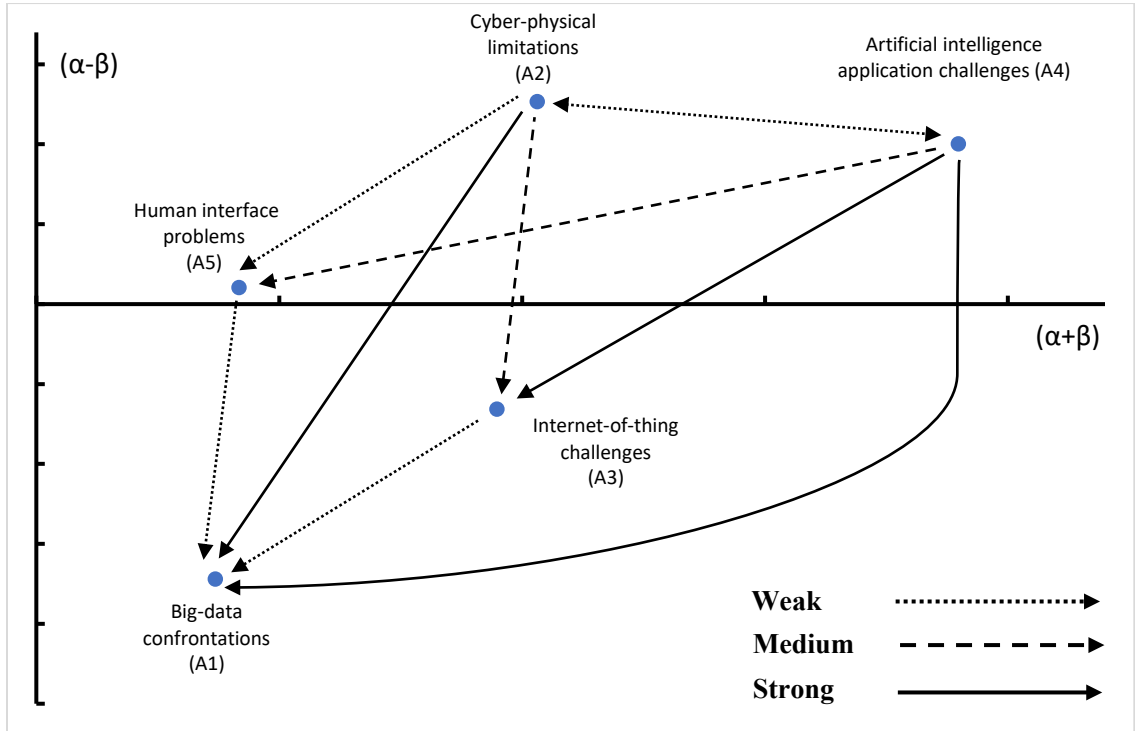 Cyber-physical
limitations
(A2)
(α-β)
Artificial intelligence
application challenges (A4)
Human interface
problems
(A5)
(α+β)
Internet-of-thing
challenges
(A3)
Big-data
confrontations
(A1)
Weak
Medium
Strong